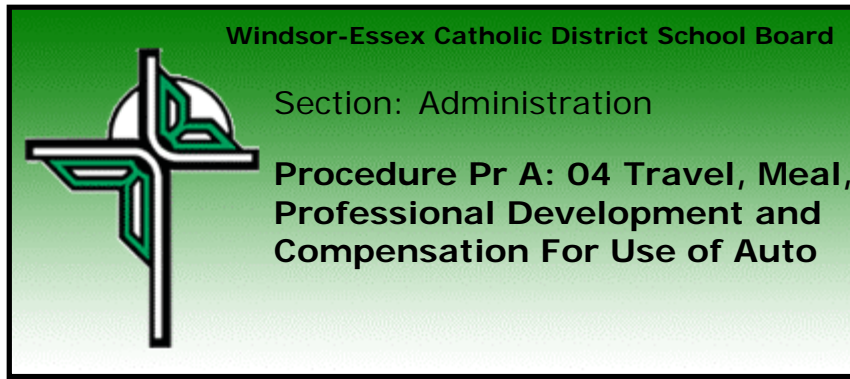 Windsor-Essex Catholic District School Board
Section: Administration
Procedure Pr A: 04 Travel, Meal,
Professional Development and
Compensation For Use of Auto